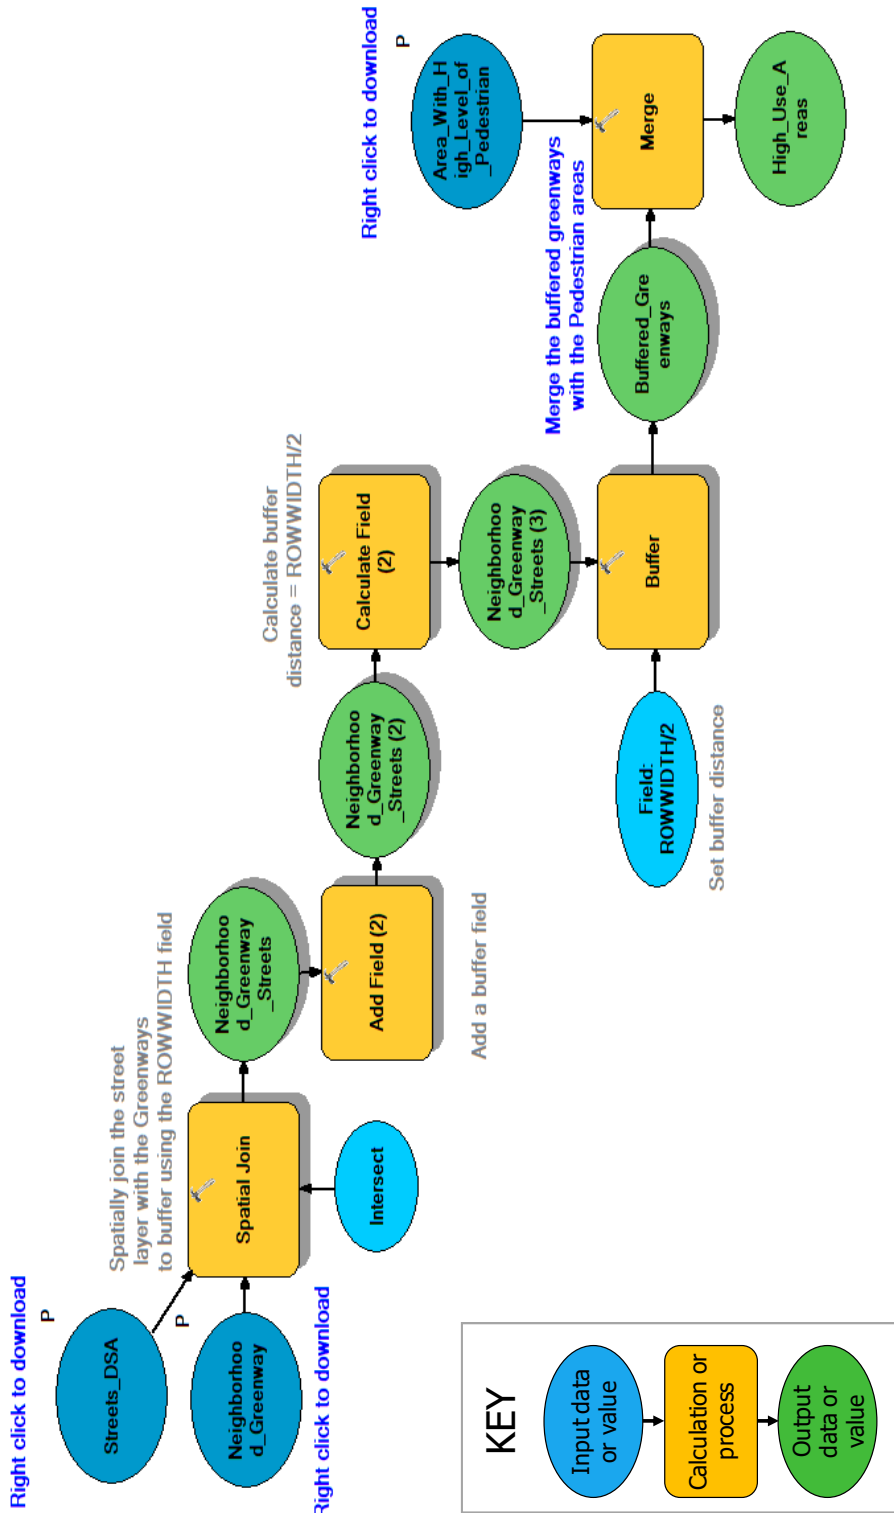 Right click to download
P
Streets_DSA
P
Neighborhoo
d_Greenway
Right click to download
Spatially join the street
layer with the Greenways
to buffer using the ROWWIDTH field
Spatial Join
Intersect
Neighborhoo
d_Greenway
_Streets
Add Field (2)
Add a buffer field
Neighborhoo
d_Greenway
_Streets (2)
Calculate buffer
distance = ROWWIDTH/2
Calculate Field
(2)
Neighborhoo
d_Greenway
_Streets (3)
Field:
ROWWIDTH/2
Set buffer distance
Buffer
Buffered_Gre
enways
Merge the buffered greenways
with the Pedestrian areas
Right click to download
P
Area_With_H
igh_Level_of
_Pedestrian
Merge
High_Use_A
reas
KEY
Input data
or value
Calculation or
process
Output
data or
value